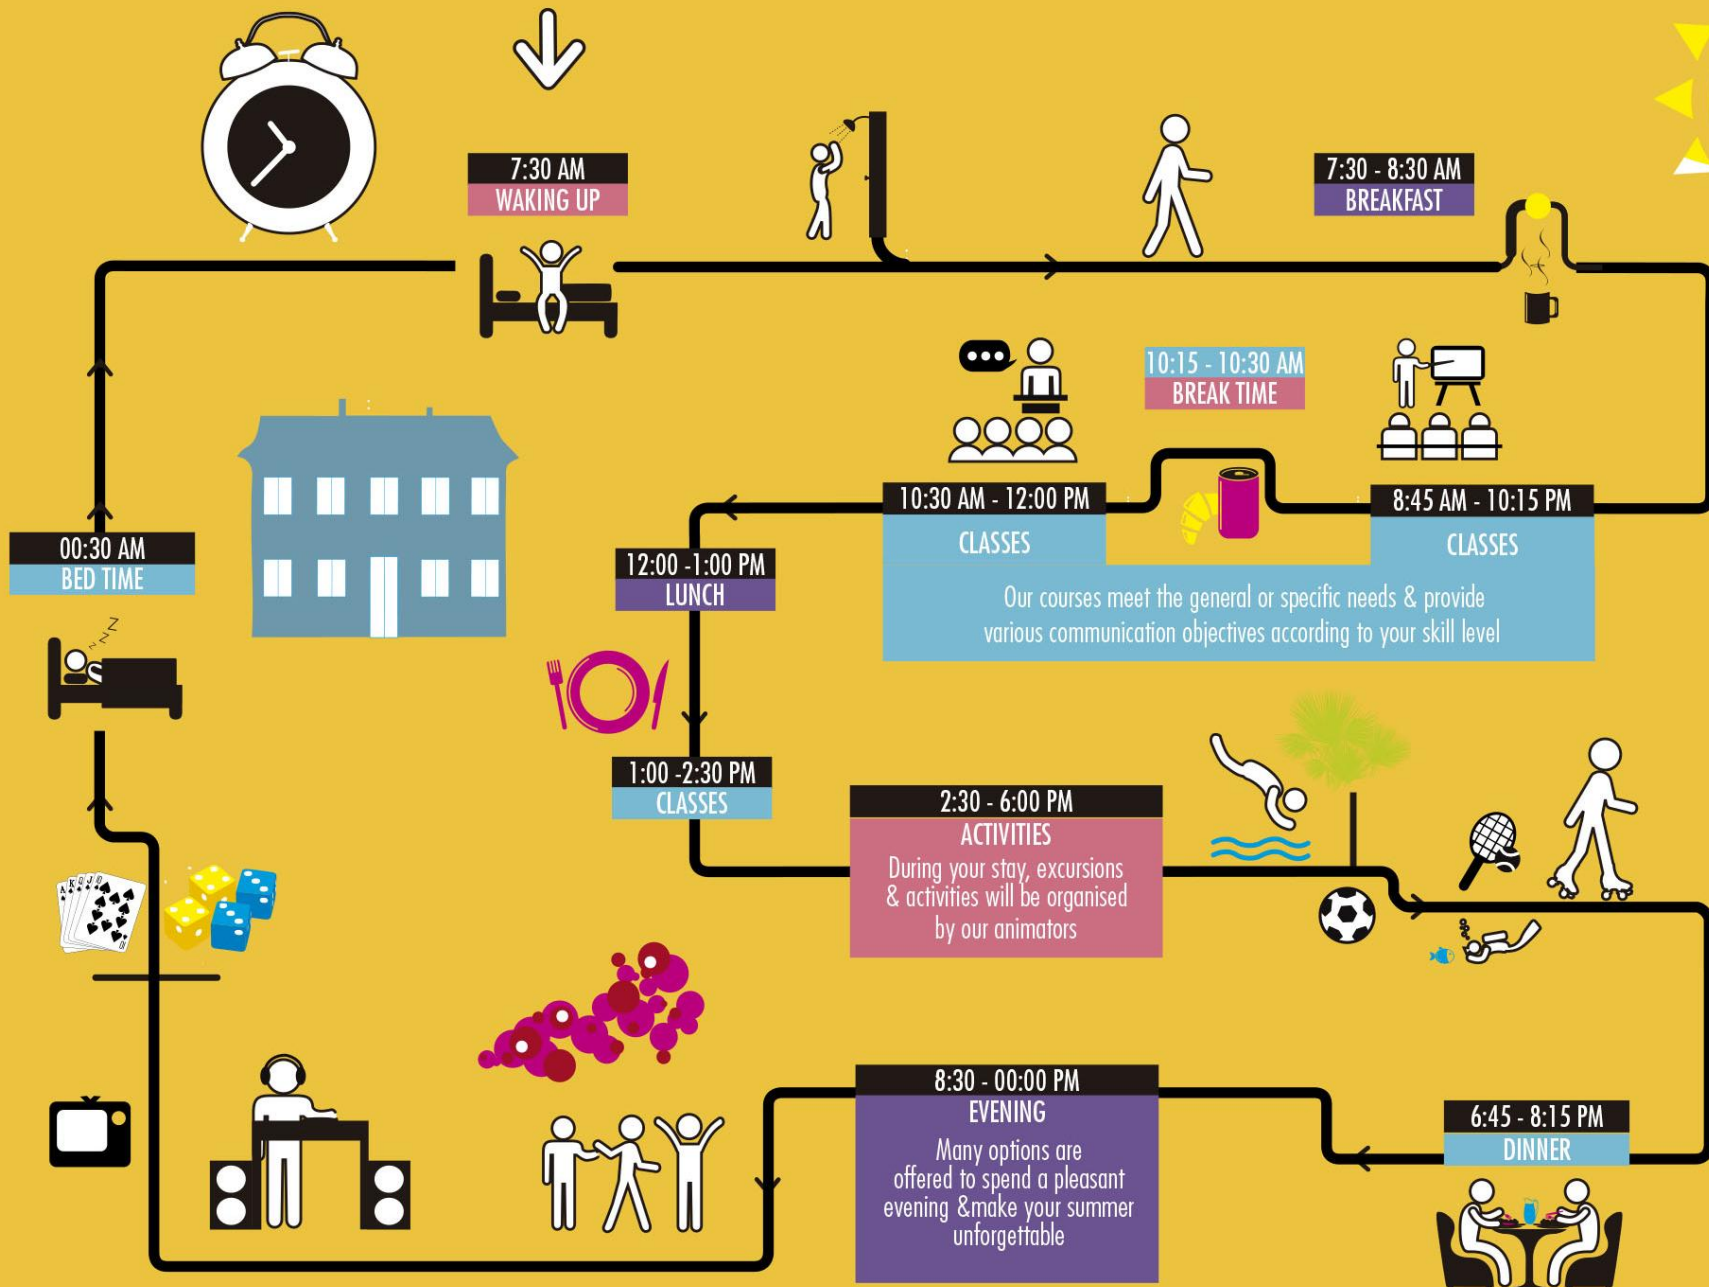 7:30 AM
WAKING UP
7:30 - 8:30 AM
BREAKFAST
8:45 AM - 10:15 PM
CLASSES
10:15 - 10:30 AM
BREAK TIME
10:30 AM - 12:00 PM
CLASSES
Our courses meet the general or specific needs & provide
various communication objectives according to your skill level
12:00 -1:00 PM
LUNCH
1:00 -2:30 PM
CLASSES
2:30 - 6:00 PM
ACTIVITIES
During your stay, excursions
& activities will be organised
by our animators
6:45 - 8:15 PM
DINNER
8:30 - 00:00 PM
EVENING
Many options are
offered to spend a pleasant
evening &make your summer
unforgettable
00:30 AM
BED TIME
z z z Z
A K Q J 10
10